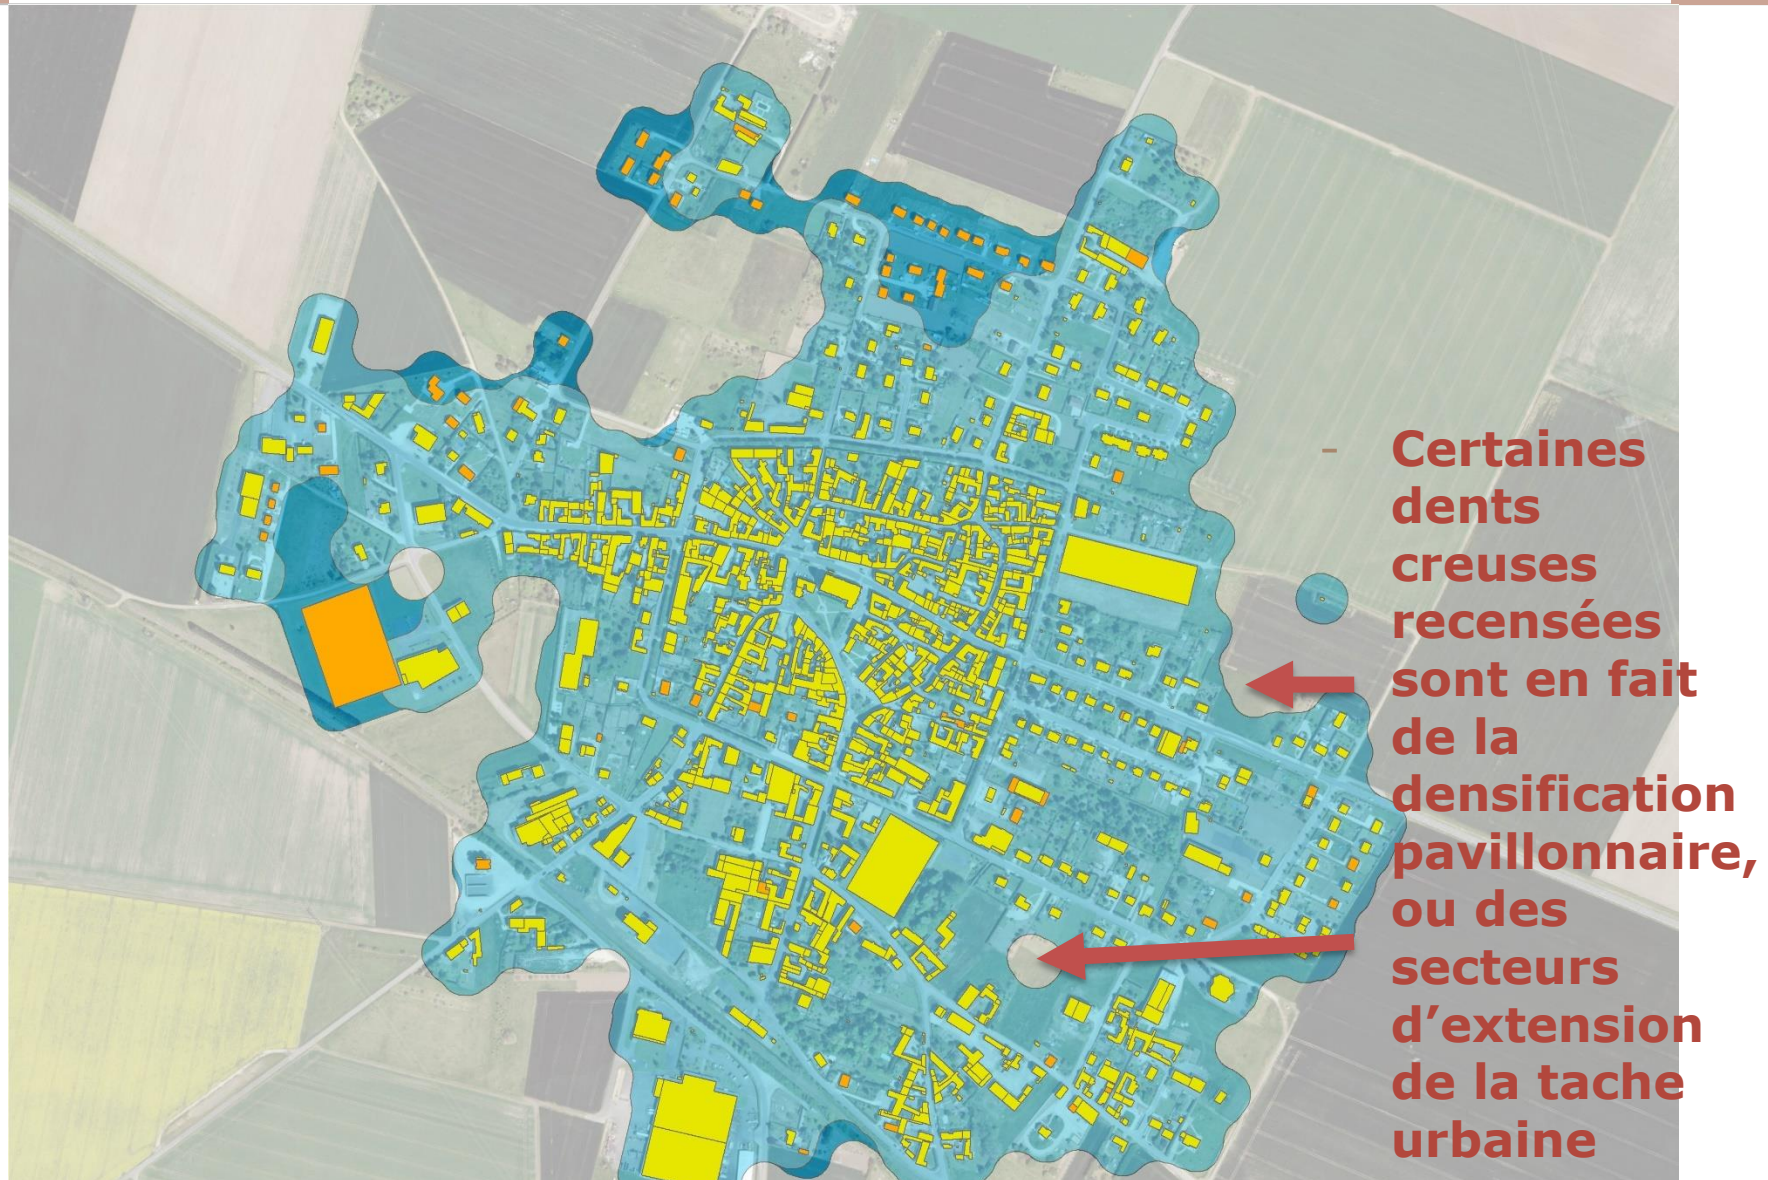 - Certaines
dents
creuses
recensées
sont en fait
de la
densification
pavillonnaire,
ou des
secteurs
d’extension
de la tache
urbaine